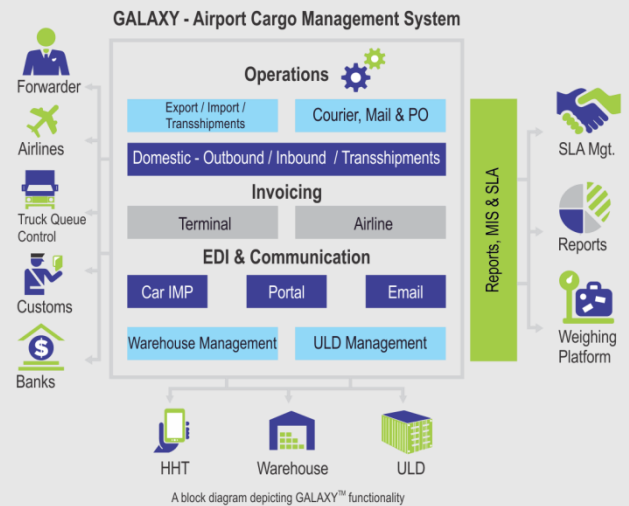 GALAXY - Airport Cargo Management System
Forwarder
Airlines
Truck Queue
Control
Customs
$
Banks
Operations
Export / Import /
Transshipments
Courier, Mail & PO
Domestic - Outbound / Inbound / Transshipments
Invoicing
Terminal
Airline
EDI & Communication
Car IMP
Portal
Email
Warehouse Management
ULD Management
Reports, MIS & SLA
SLA Mgt.
Reports
Weighing
Platform
HHT
Warehouse
ULD
A block diagram depicting GALAXY™ functionality